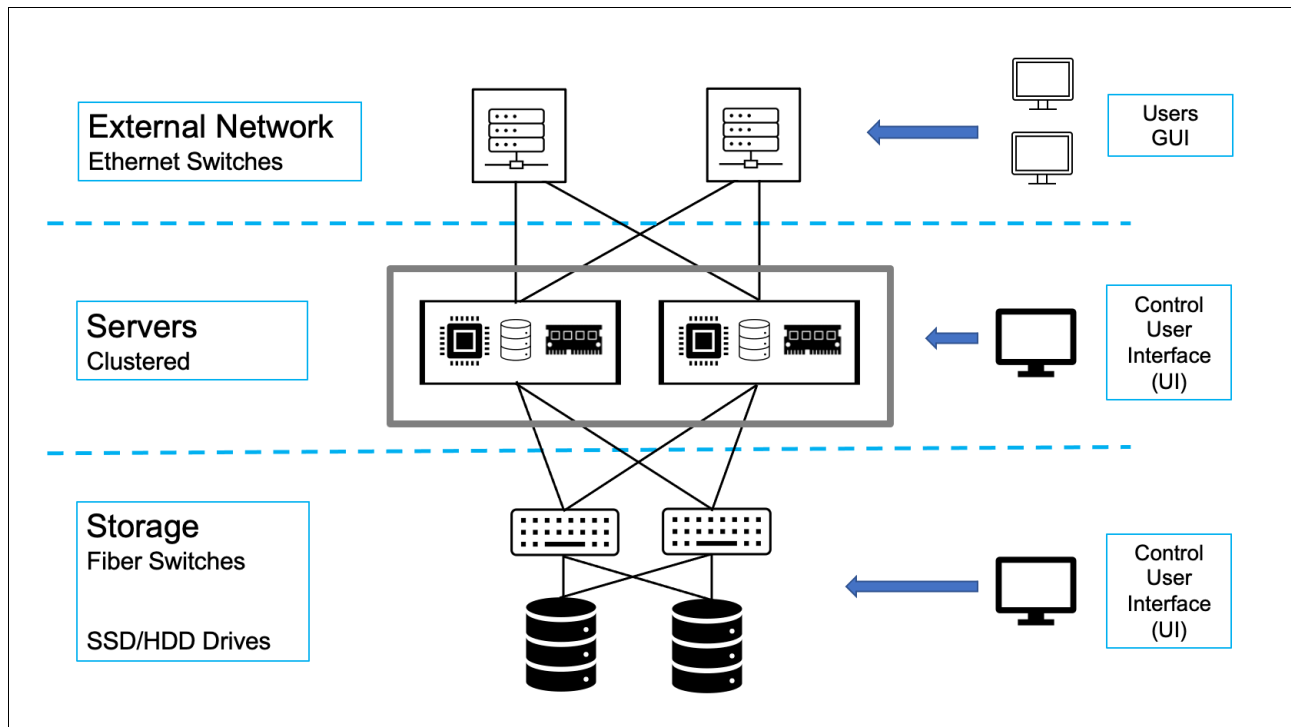 External Network
Ethernet Switches
Users
GUI
Servers
Clustered
Control
User
Interface
(UI)
Storage
Fiber Switches
SSD/HDD Drives
Control
User
Interface
(UI)